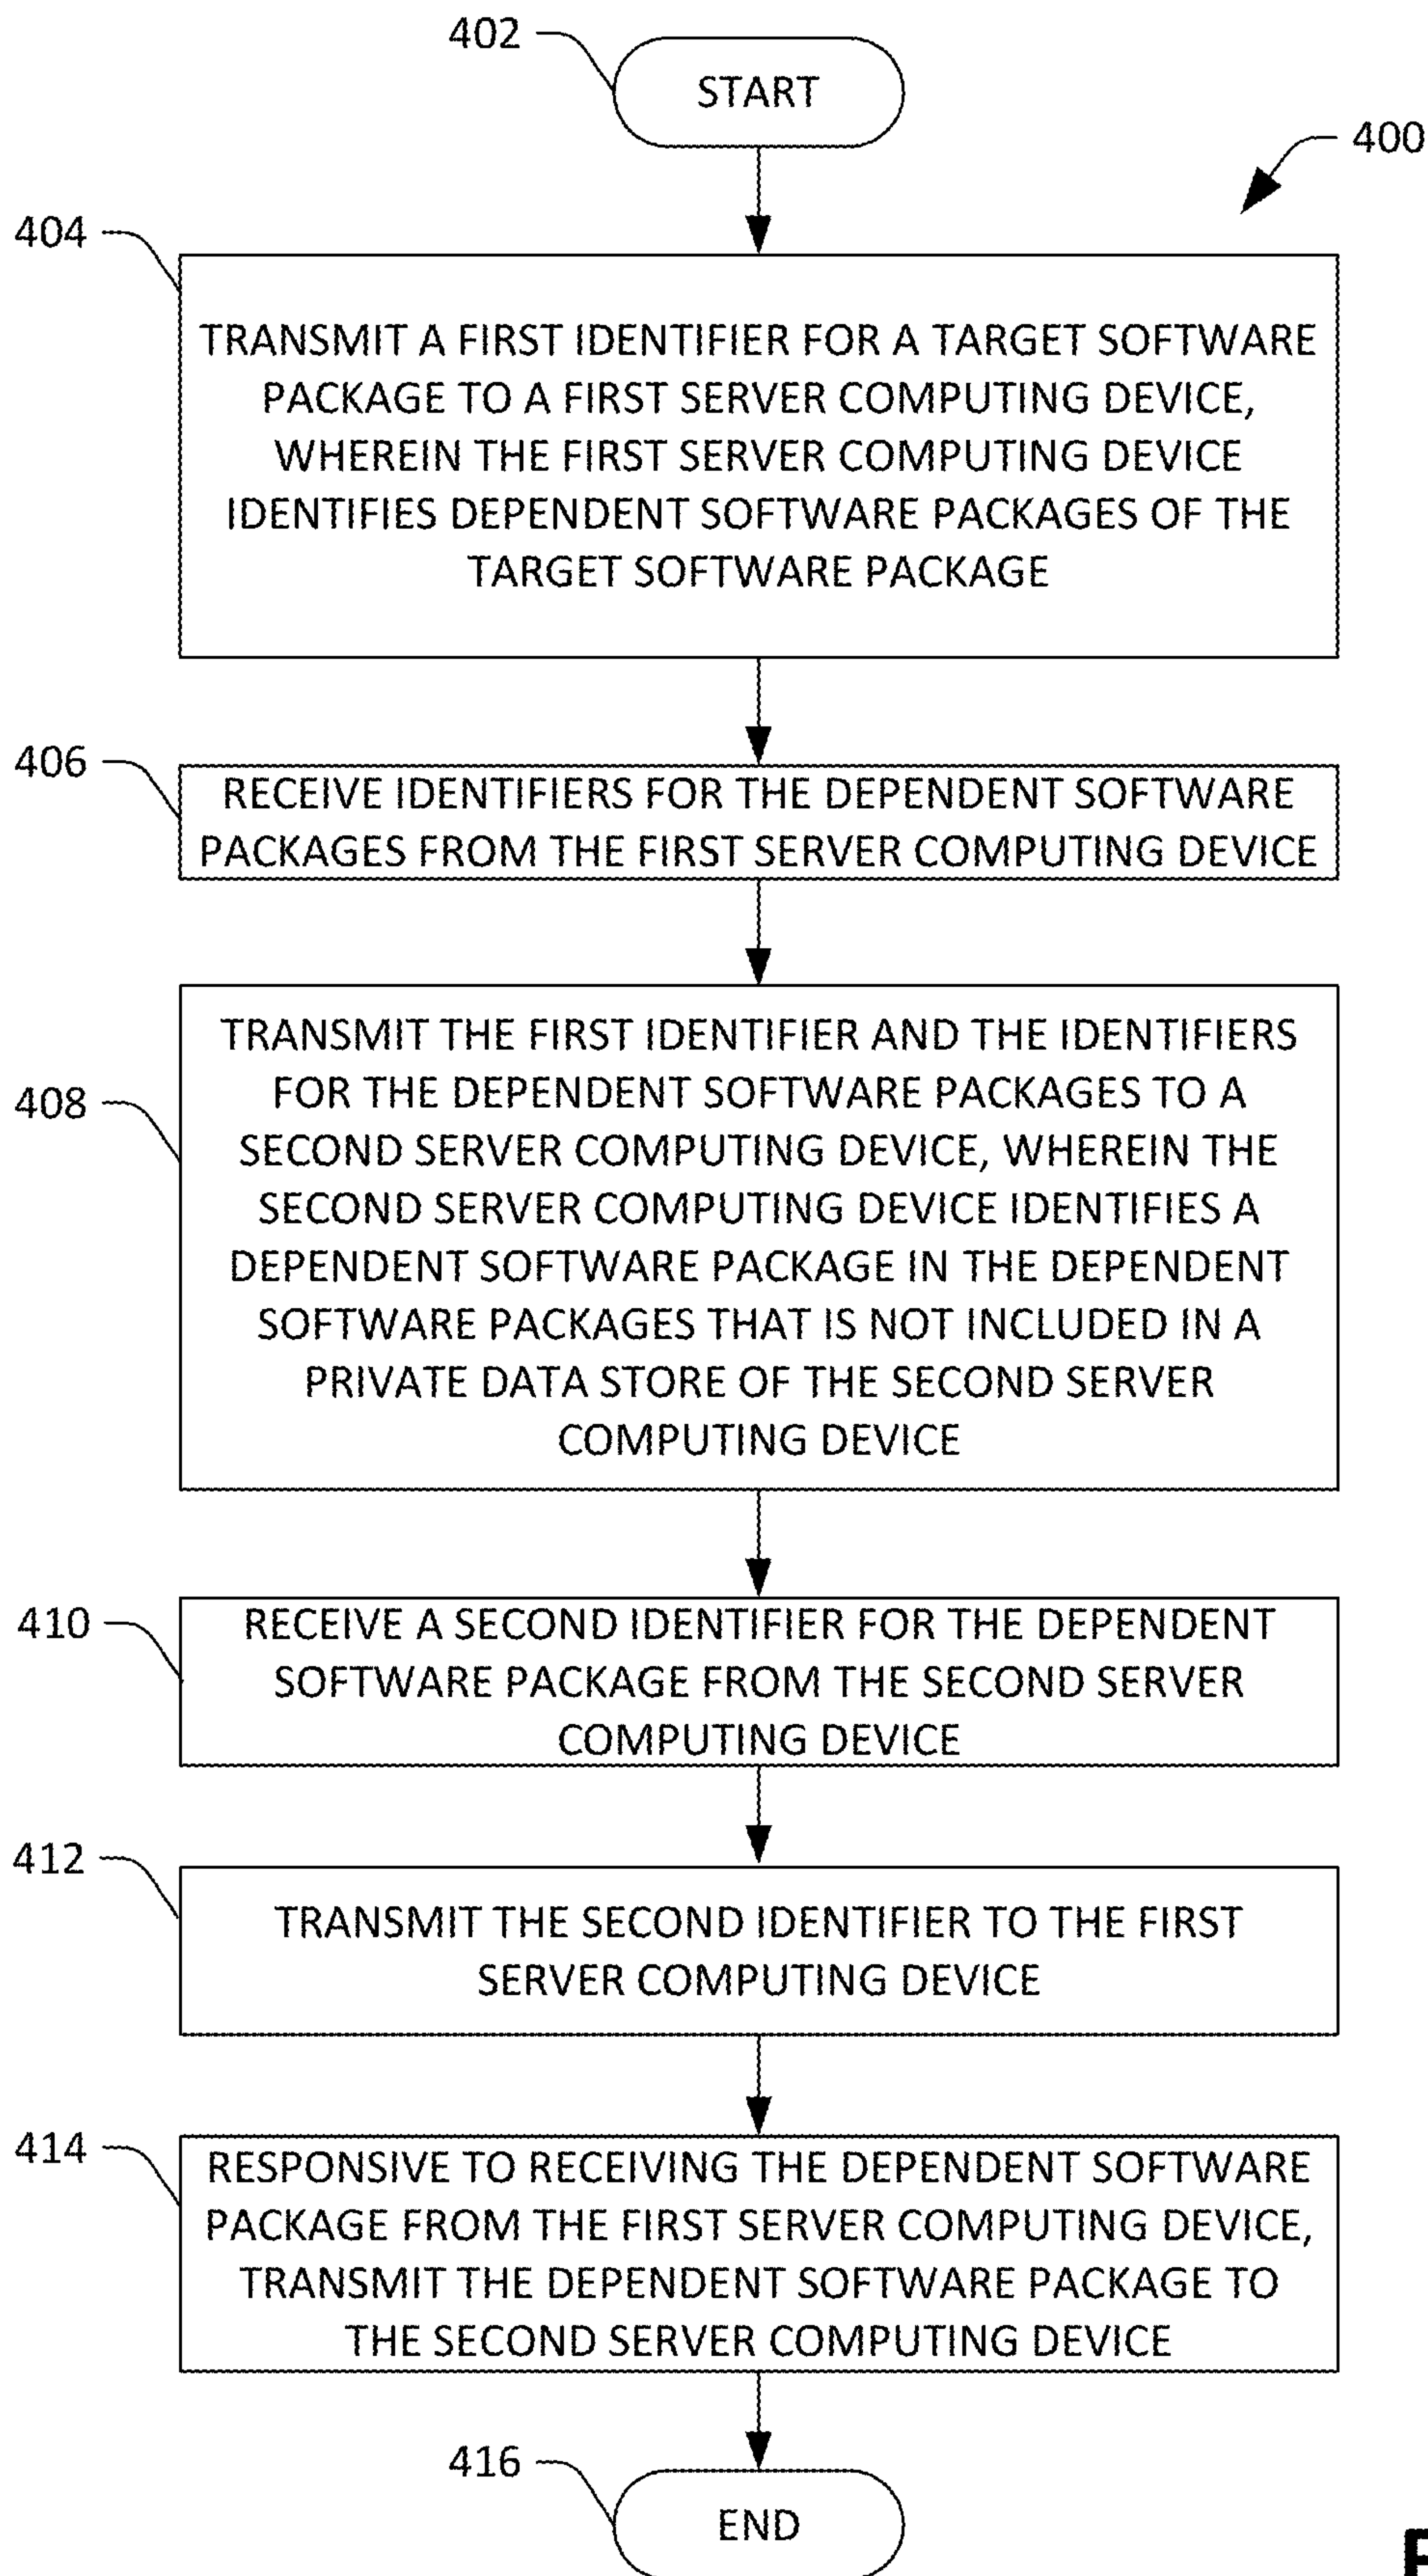 402
START
400
404
TRANSMIT A FIRST IDENTIFIER FOR A TARGET SOFTWARE
PACKAGE TO A FIRST SERVER COMPUTING DEVICE,
WHEREIN THE FIRST SERVER COMPUTING DEVICE
IDENTIFIES DEPENDENT SOFTWARE PACKAGES OF THE
TARGET SOFTWARE PACKAGE
406
RECEIVE IDENTIFIERS FOR THE DEPENDENT SOFTWARE
PACKAGES FROM THE FIRST SERVER COMPUTING DEVICE
408
TRANSMIT THE FIRST IDENTIFIER AND THE IDENTIFIERS
FOR THE DEPENDENT SOFTWARE PACKAGES TO A
SECOND SERVER COMPUTING DEVICE, WHEREIN THE
SECOND SERVER COMPUTING DEVICE IDENTIFIES A
DEPENDENT SOFTWARE PACKAGE IN THE DEPENDENT
SOFTWARE PACKAGES THAT IS NOT INCLUDED IN A
PRIVATE DATA STORE OF THE SECOND SERVER
COMPUTING DEVICE
410
RECEIVE A SECOND IDENTIFIER FOR THE DEPENDENT
SOFTWARE PACKAGE FROM THE SECOND SERVER
COMPUTING DEVICE
412
TRANSMIT THE SECOND IDENTIFIER TO THE FIRST
SERVER COMPUTING DEVICE
414
RESPONSIVE TO RECEIVING THE DEPENDENT SOFTWARE
PACKAGE FROM THE FIRST SERVER COMPUTING DEVICE,
TRANSMIT THE DEPENDENT SOFTWARE PACKAGE TO
THE SECOND SERVER COMPUTING DEVICE
416
END